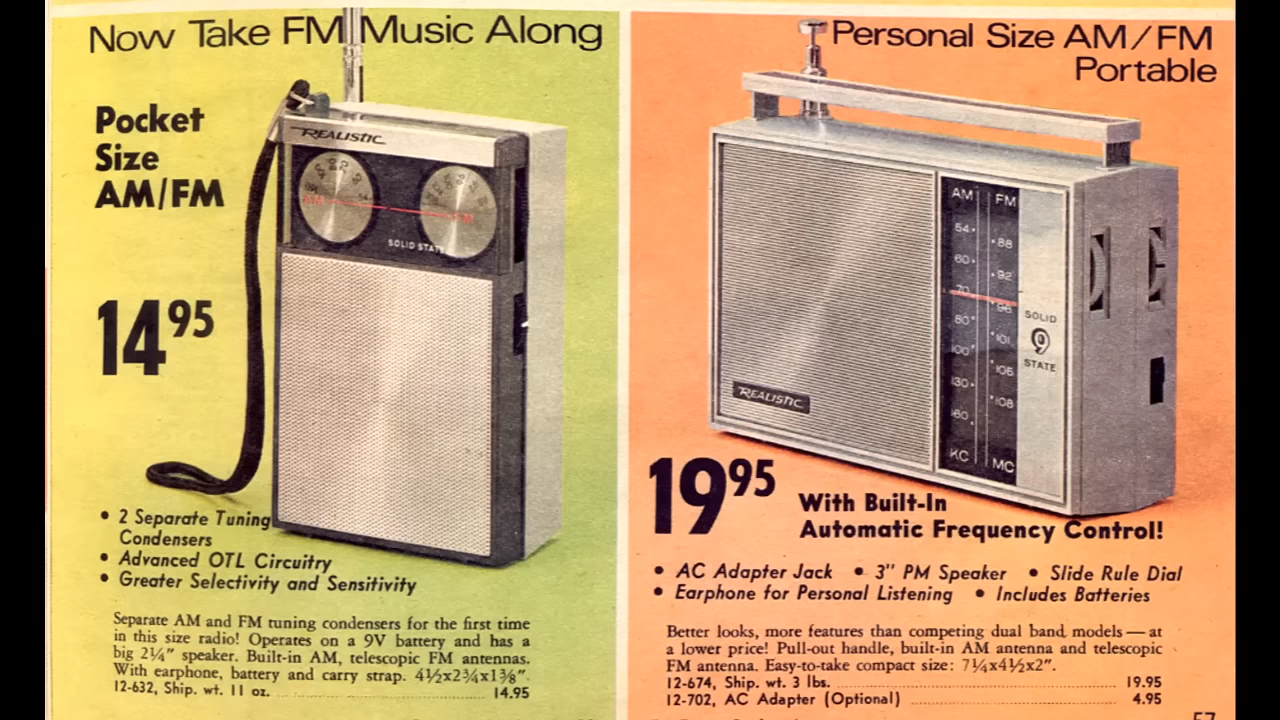 Now Take FM Music Along
Pocket
Size
AM/FM
14 95
REALISTIC
AM
FM
SOLID STATE
• 2 Separate Tuning
Condensers
• Advanced OTL Circuitry
• Greater Selectivity and Sensitivity
Separate AM and FM tuning condensers for the first time
in this size radio! Operates on a 9V battery and has a
big 2¼" speaker. Built-in AM, telescopic FM antennas.
With earphone, battery and carry strap. 4½x2¾x1⅜".
12-632, Ship. wt. 11 oz. 14.95
Personal Size AM/FM
Portable
AM FM
54 88
60 92
70 96
80 101
100 106
130 108
160
KC MC
SOLID
9
STATE
REALISTIC
19 95
With Built-In
Automatic Frequency Control!
• AC Adapter Jack • 3" PM Speaker • Slide Rule Dial
• Earphone for Personal Listening • Includes Batteries
Better looks, more features than competing dual band models — at
a lower price! Pull-out handle, built-in AM antenna and telescopic
FM antenna. Easy-to-take compact size: 7¼x4½x2".
12-674, Ship. wt. 3 lbs. 19.95
12-702, AC Adapter (Optional) 4.95